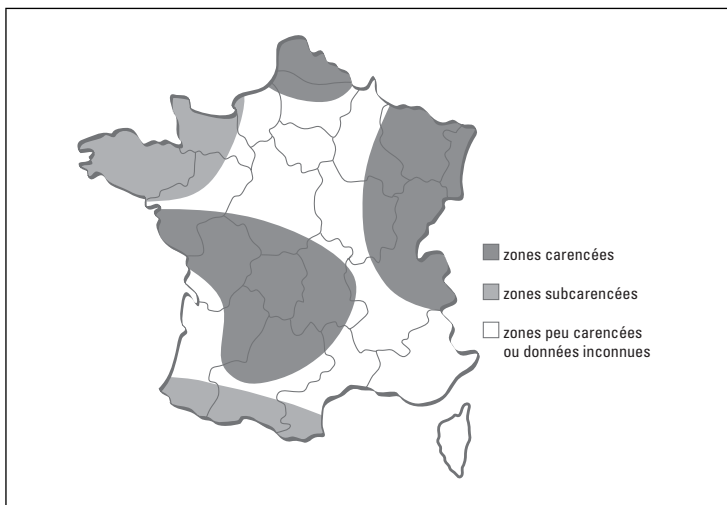 zones carencées
zones subcarencées
zones peu carencées
ou données inconnues